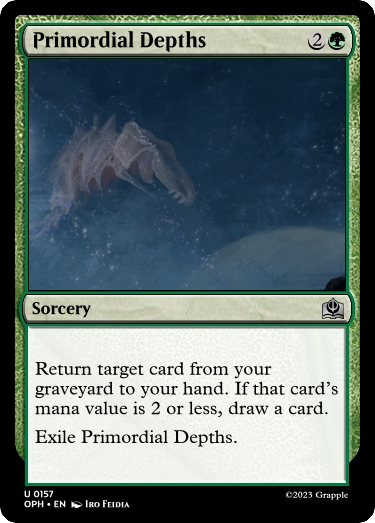 Primordial Depths 2
Sorcery
Return target card from your
graveyard to your hand. If that card's
mana value is 2 or less, draw a card.
Exile Primordial Depths.
U 0157
OPH • EN Iro Feidia
©2023 Grapple